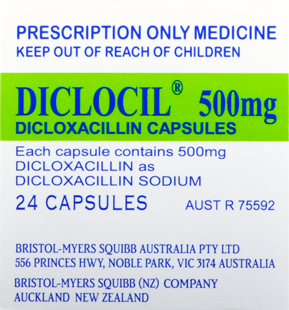 PRESCRIPTION ONLY MEDICINE
KEEP OUT OF REACH OF CHILDREN
DICLOCIL® 500mg
DICLOXACILLIN CAPSULES
Each capsule contains 500mg
DICLOXACILLIN as
DICLOXACILLIN SODIUM
24 CAPSULES AUST R 75592
BRISTOL-MYERS SQUIBB AUSTRALIA PTY LTD
556 PRINCES HWY, NOBLE PARK, VIC 3174 AUSTRALIA
BRISTOL-MYERS SQUIBB (NZ) COMPANY
AUCKLAND NEW ZEALAND